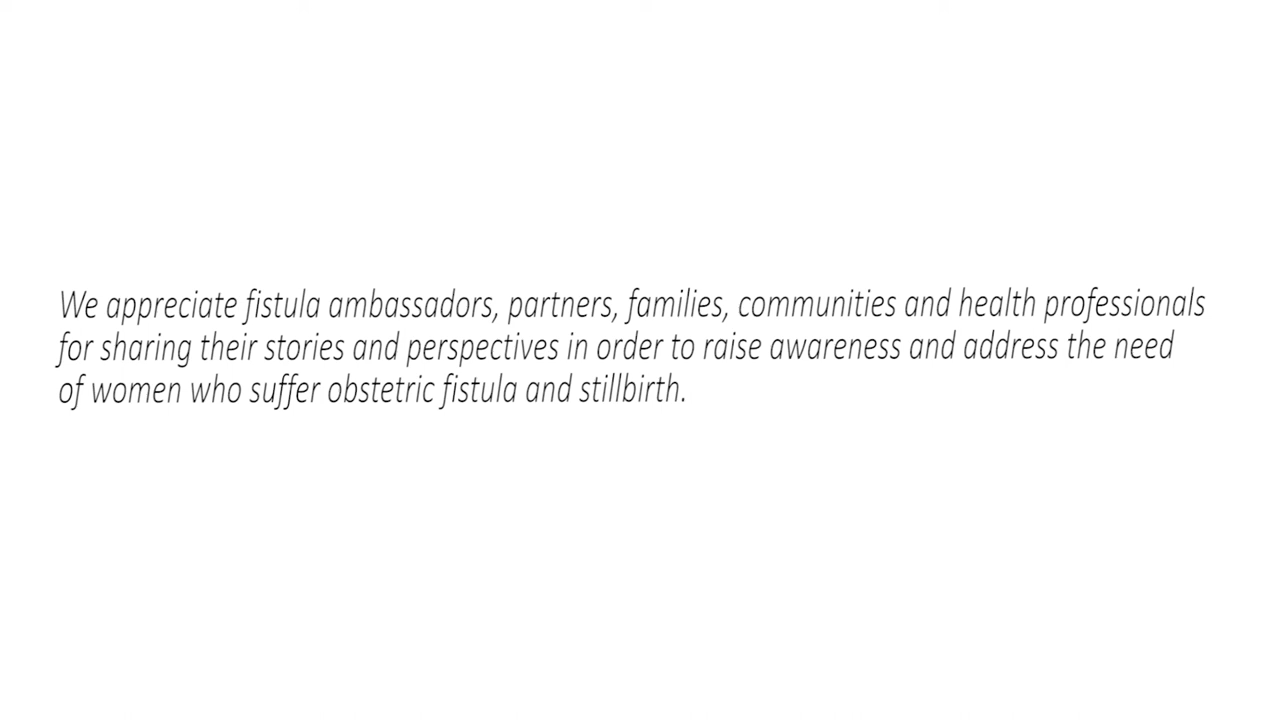 We appreciate fistula ambassadors, partners, families, communities and health professionals
for sharing their stories and perspectives in order to raise awareness and address the need
of women who suffer obstetric fistula and stillbirth.